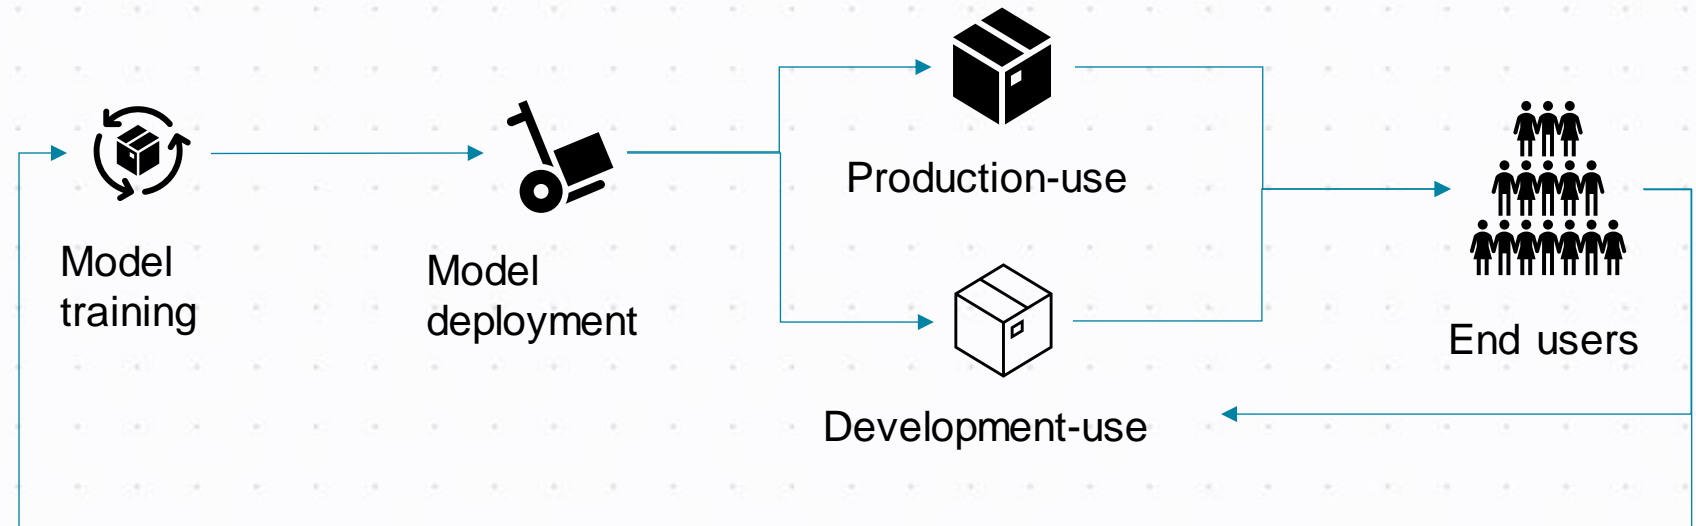 Model
training
Model
deployment
Production-use
Development-use
End users